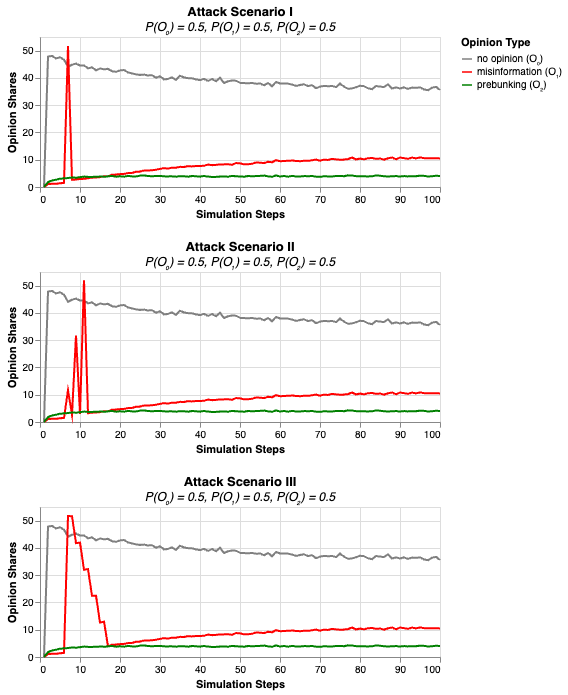 Attack Scenario I
P(O₀) = 0.5, P(O₁) = 0.5, P(O₂) = 0.5
Opinion Type
no opinion (O₀)
misinformation (O₁)
prebunking (O₂)
Opinion Shares
50
40
30
20
10
0
0 10 20 30 40 50 60 70 80 90 100
Simulation Steps
Attack Scenario II
P(O₀) = 0.5, P(O₁) = 0.5, P(O₂) = 0.5
Opinion Shares
50
40
30
20
10
0
0 10 20 30 40 50 60 70 80 90 100
Simulation Steps
Attack Scenario III
P(O₀) = 0.5, P(O₁) = 0.5, P(O₂) = 0.5
Opinion Shares
50
40
30
20
10
0
0 10 20 30 40 50 60 70 80 90 100
Simulation Steps